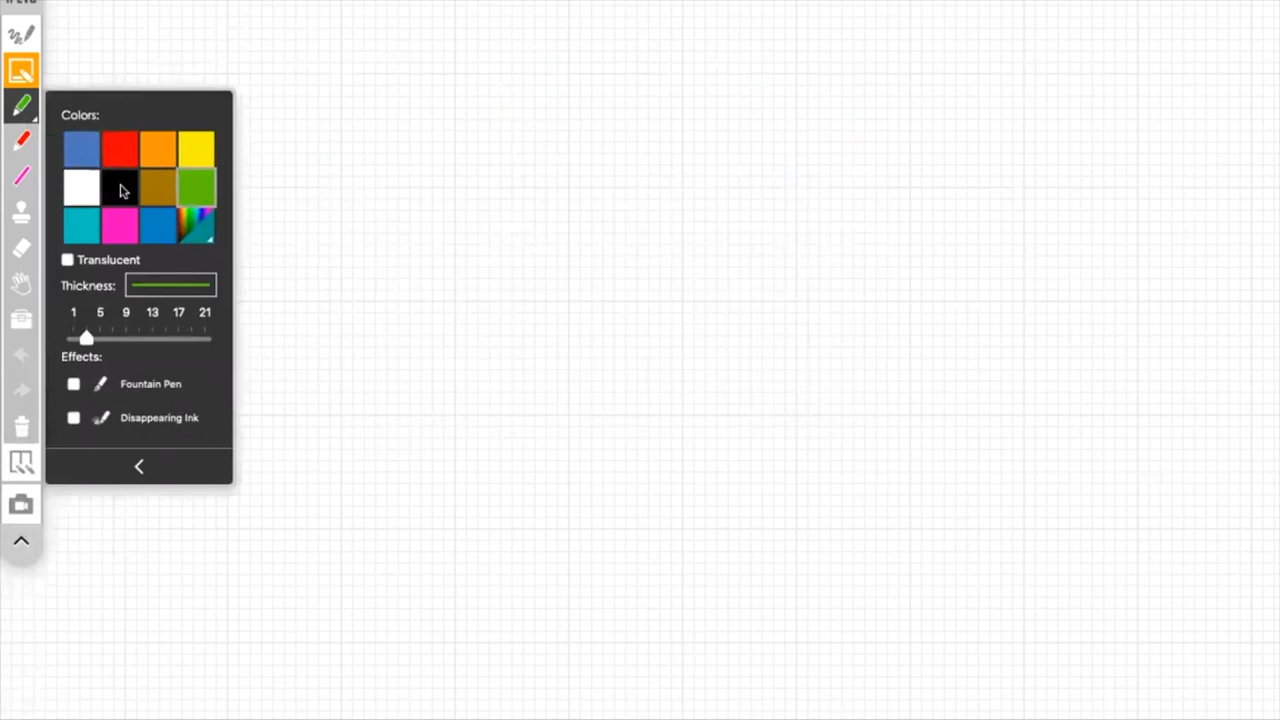 Colors:
Translucent
Thickness:
1 5 9 13 17 21
Effects:
Fountain Pen
Disappearing Ink